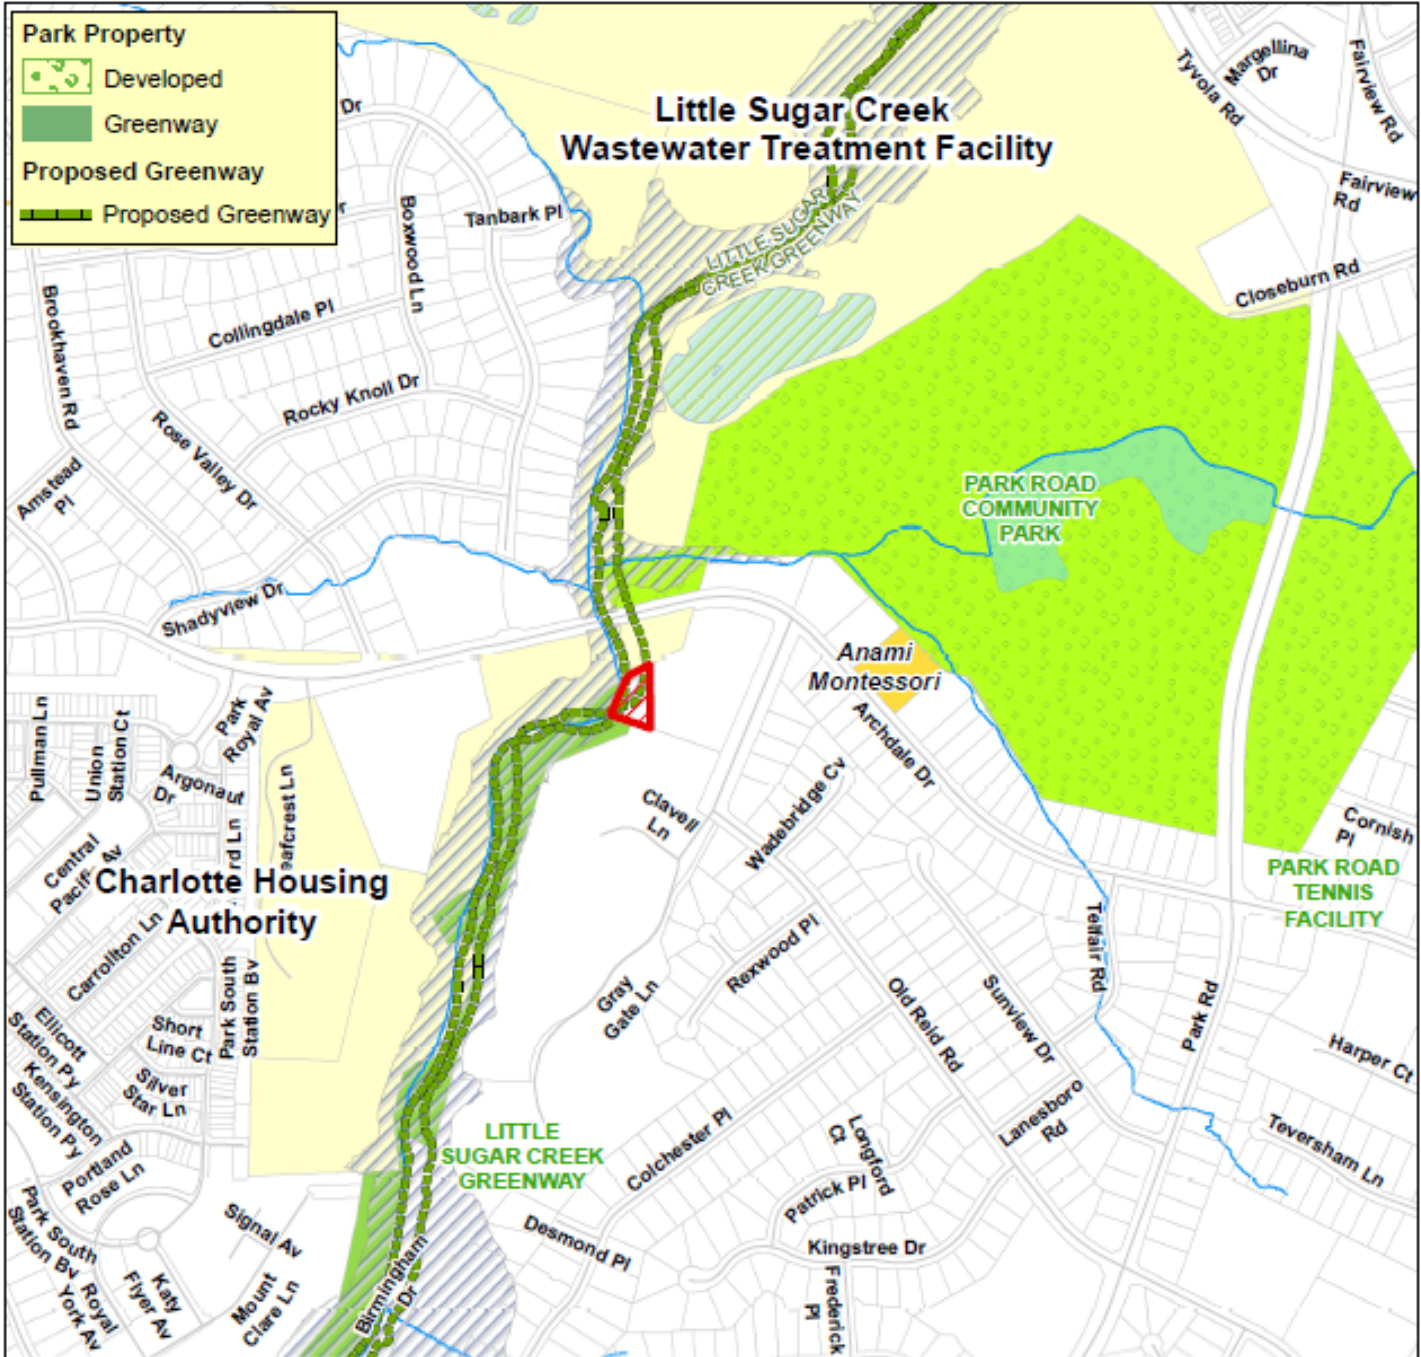 Park Property
Developed
Greenway
Proposed Greenway
Proposed Greenway
Little Sugar Creek
Wastewater Treatment Facility
LITTLE SUGAR
CREEK GREENWAY
Margellina
Dr
Tyvola Rd
Fairview Rd
Fairview
Rd
Closeburn Rd
Dr
Tanbark Pl
Boxwood Ln
Collingdale Pl
Brookhaven Rd
Rocky Knoll Dr
Rose Valley Dr
Amstead
Pl
Shadyview Dr
PARK ROAD
COMMUNITY
PARK
Anami
Montessori
Archdale Dr
Pullman Ln
Union
Station Ct
Park
Royal Av
Argonaut
Dr
eafcrest Ln
rd Ln
Central
Pacific Av
Charlotte Housing
Authority
Carrollton Ln
Clavell
Ln
Wadebridge Cv
Cornish
Pl
PARK ROAD
TENNIS
FACILITY
Telfair Rd
Rexwood Pl
Gray
Gate Ln
Old Reid Rd
Sunview Dr
Park Rd
Harper Ct
Park South
Station Bv
Short
Line Ct
Ellicott
Station Py
Silver
Star Ln
Kensington
Station Py
Portland
Rose Ln
Lanesboro
Rd
Teversham Ln
LITTLE
SUGAR CREEK
GREENWAY
Colchester Pl
Longford
Ct
Patrick Pl
Desmond Pl
Kingstree Dr
Frederick
Pl
Signal Av
Park South
Station Bv
Royal
York Av
Katy
Flyer Av
Mount
Clare Ln
Birmingham
Dr